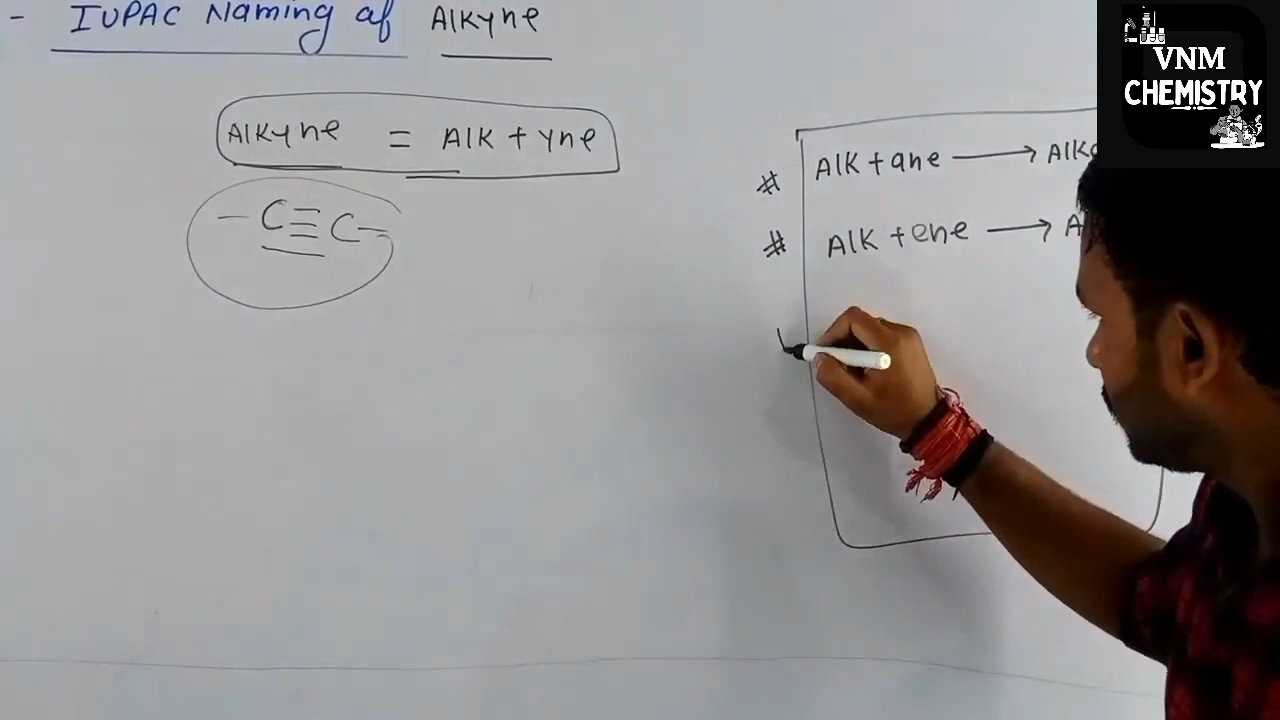 - IUPAC Naming of Alkyne
Alkyne = Alk + yne
- C ≡ C -
# Alk + ane →
# Alk + ene →
VNM
CHEMISTRY